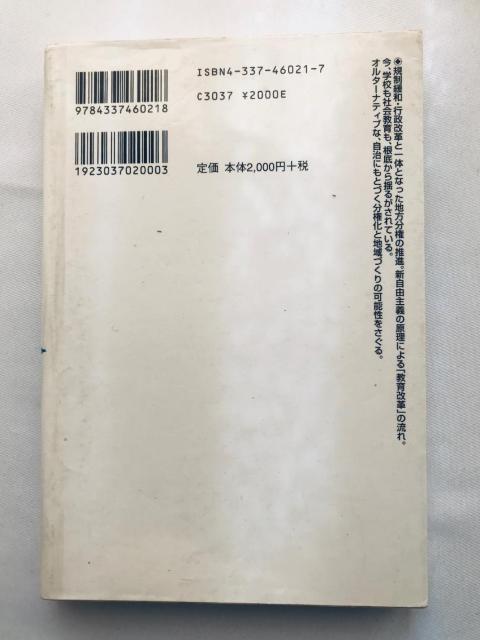 ◆規制緩和・行政改革と一体となった地方分権の推進。新自由主義の原理による「教育改革」の流れ。
今、学校も社会教育も、根底から揺るがされている。
オルターナティブな、自治にもとづく分権化と地域づくりの可能性をさぐる。
ISBN4-337-46021-7
C3037 ¥2000E
定価 本体2,000円+税
9784337460218
1923037020003